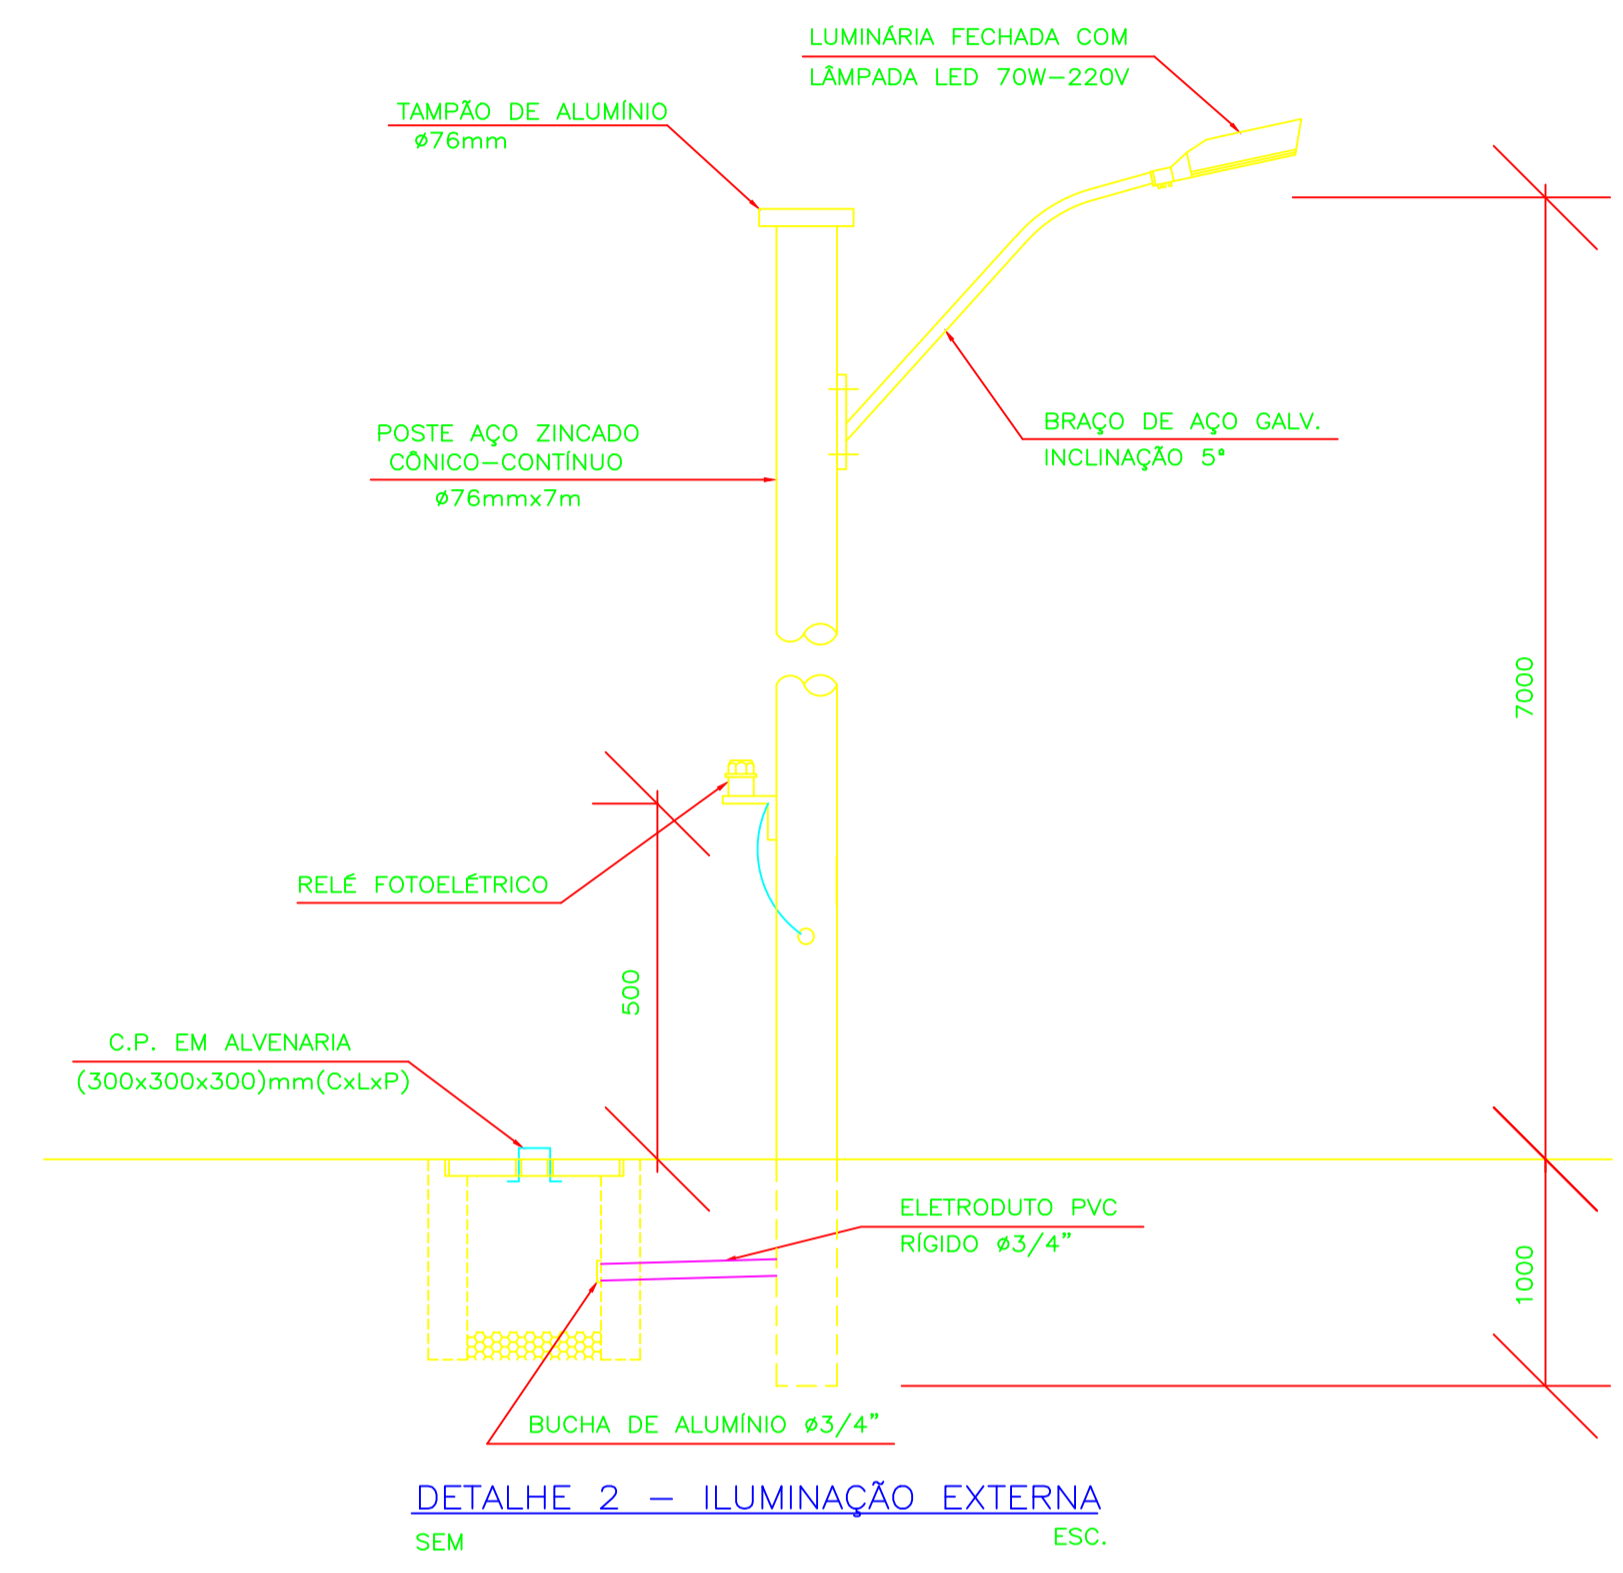 LUMINÁRIA FECHADA COM
LÂMPADA LED 70W-220V
TAMPÃO DE ALUMÍNIO
ø76mm
POSTE AÇO ZINCADO
CÔNICO-CONTÍNUO
ø76mmx7m
BRAÇO DE AÇO GALV.
INCLINAÇÃO 5ª
7000
RELÉ FOTOELÉTRICO
500
C.P. EM ALVENARIA
(300x300x300)mm(CxLxP)
ELETRODUTO PVC
RÍGIDO ø3/4"
1000
BUCHA DE ALUMÍNIO ø3/4"
DETALHE 2 - ILUMINAÇÃO EXTERNA
SEM ESC.